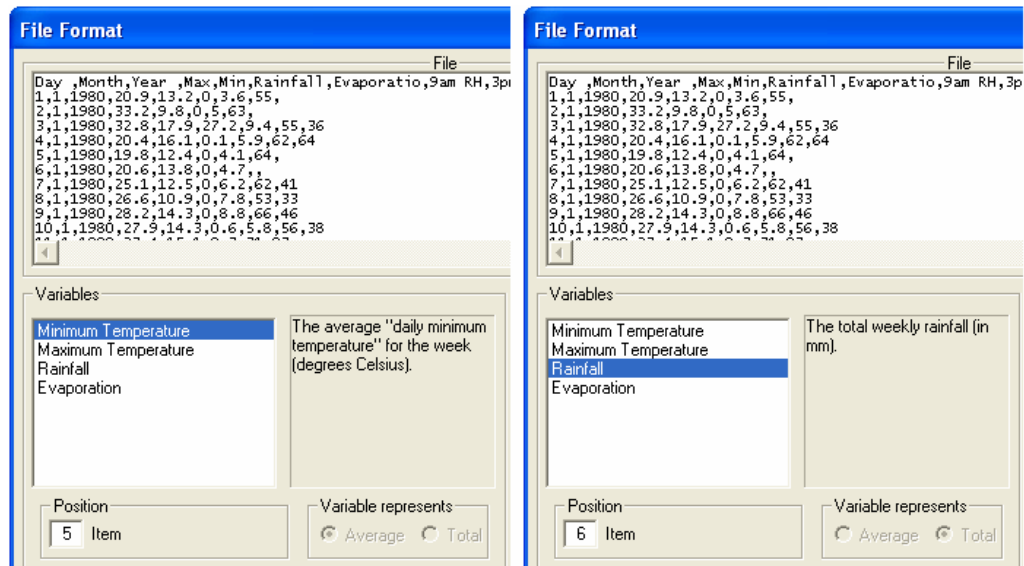 File Format
File
Day ,Month,Year ,Max,Min,Rainfall,Evaporatio,9am RH,3p
1,1,1980,20.9,13.2,0,3.6,55,
2,1,1980,33.2,9.8,0,5,63,
3,1,1980,32.8,17.9,27.2,9.4,55,36
4,1,1980,20.4,16.1,0.1,5.9,62,64
5,1,1980,19.8,12.4,0,4.1,64,
6,1,1980,20.6,13.8,0,4.7,,
7,1,1980,25.1,12.5,0,6.2,62,41
8,1,1980,26.6,10.9,0,7.8,53,33
9,1,1980,28.2,14.3,0,8.8,66,46
10,1,1980,27.9,14.3,0.6,5.8,56,38
Variables
Minimum Temperature
Maximum Temperature
Rainfall
Evaporation
The average "daily minimum
temperature" for the week
(degrees Celsius).
Position
5 Item
Variable represents
Average Total
File Format
File
Day ,Month,Year ,Max,Min,Rainfall,Evaporatio,9am RH,3p
1,1,1980,20.9,13.2,0,3.6,55,
2,1,1980,33.2,9.8,0,5,63,
3,1,1980,32.8,17.9,27.2,9.4,55,36
4,1,1980,20.4,16.1,0.1,5.9,62,64
5,1,1980,19.8,12.4,0,4.1,64,
6,1,1980,20.6,13.8,0,4.7,,
7,1,1980,25.1,12.5,0,6.2,62,41
8,1,1980,26.6,10.9,0,7.8,53,33
9,1,1980,28.2,14.3,0,8.8,66,46
10,1,1980,27.9,14.3,0.6,5.8,56,38
Variables
Minimum Temperature
Maximum Temperature
Rainfall
Evaporation
The total weekly rainfall (in
mm).
Position
6 Item
Variable represents
Average Total